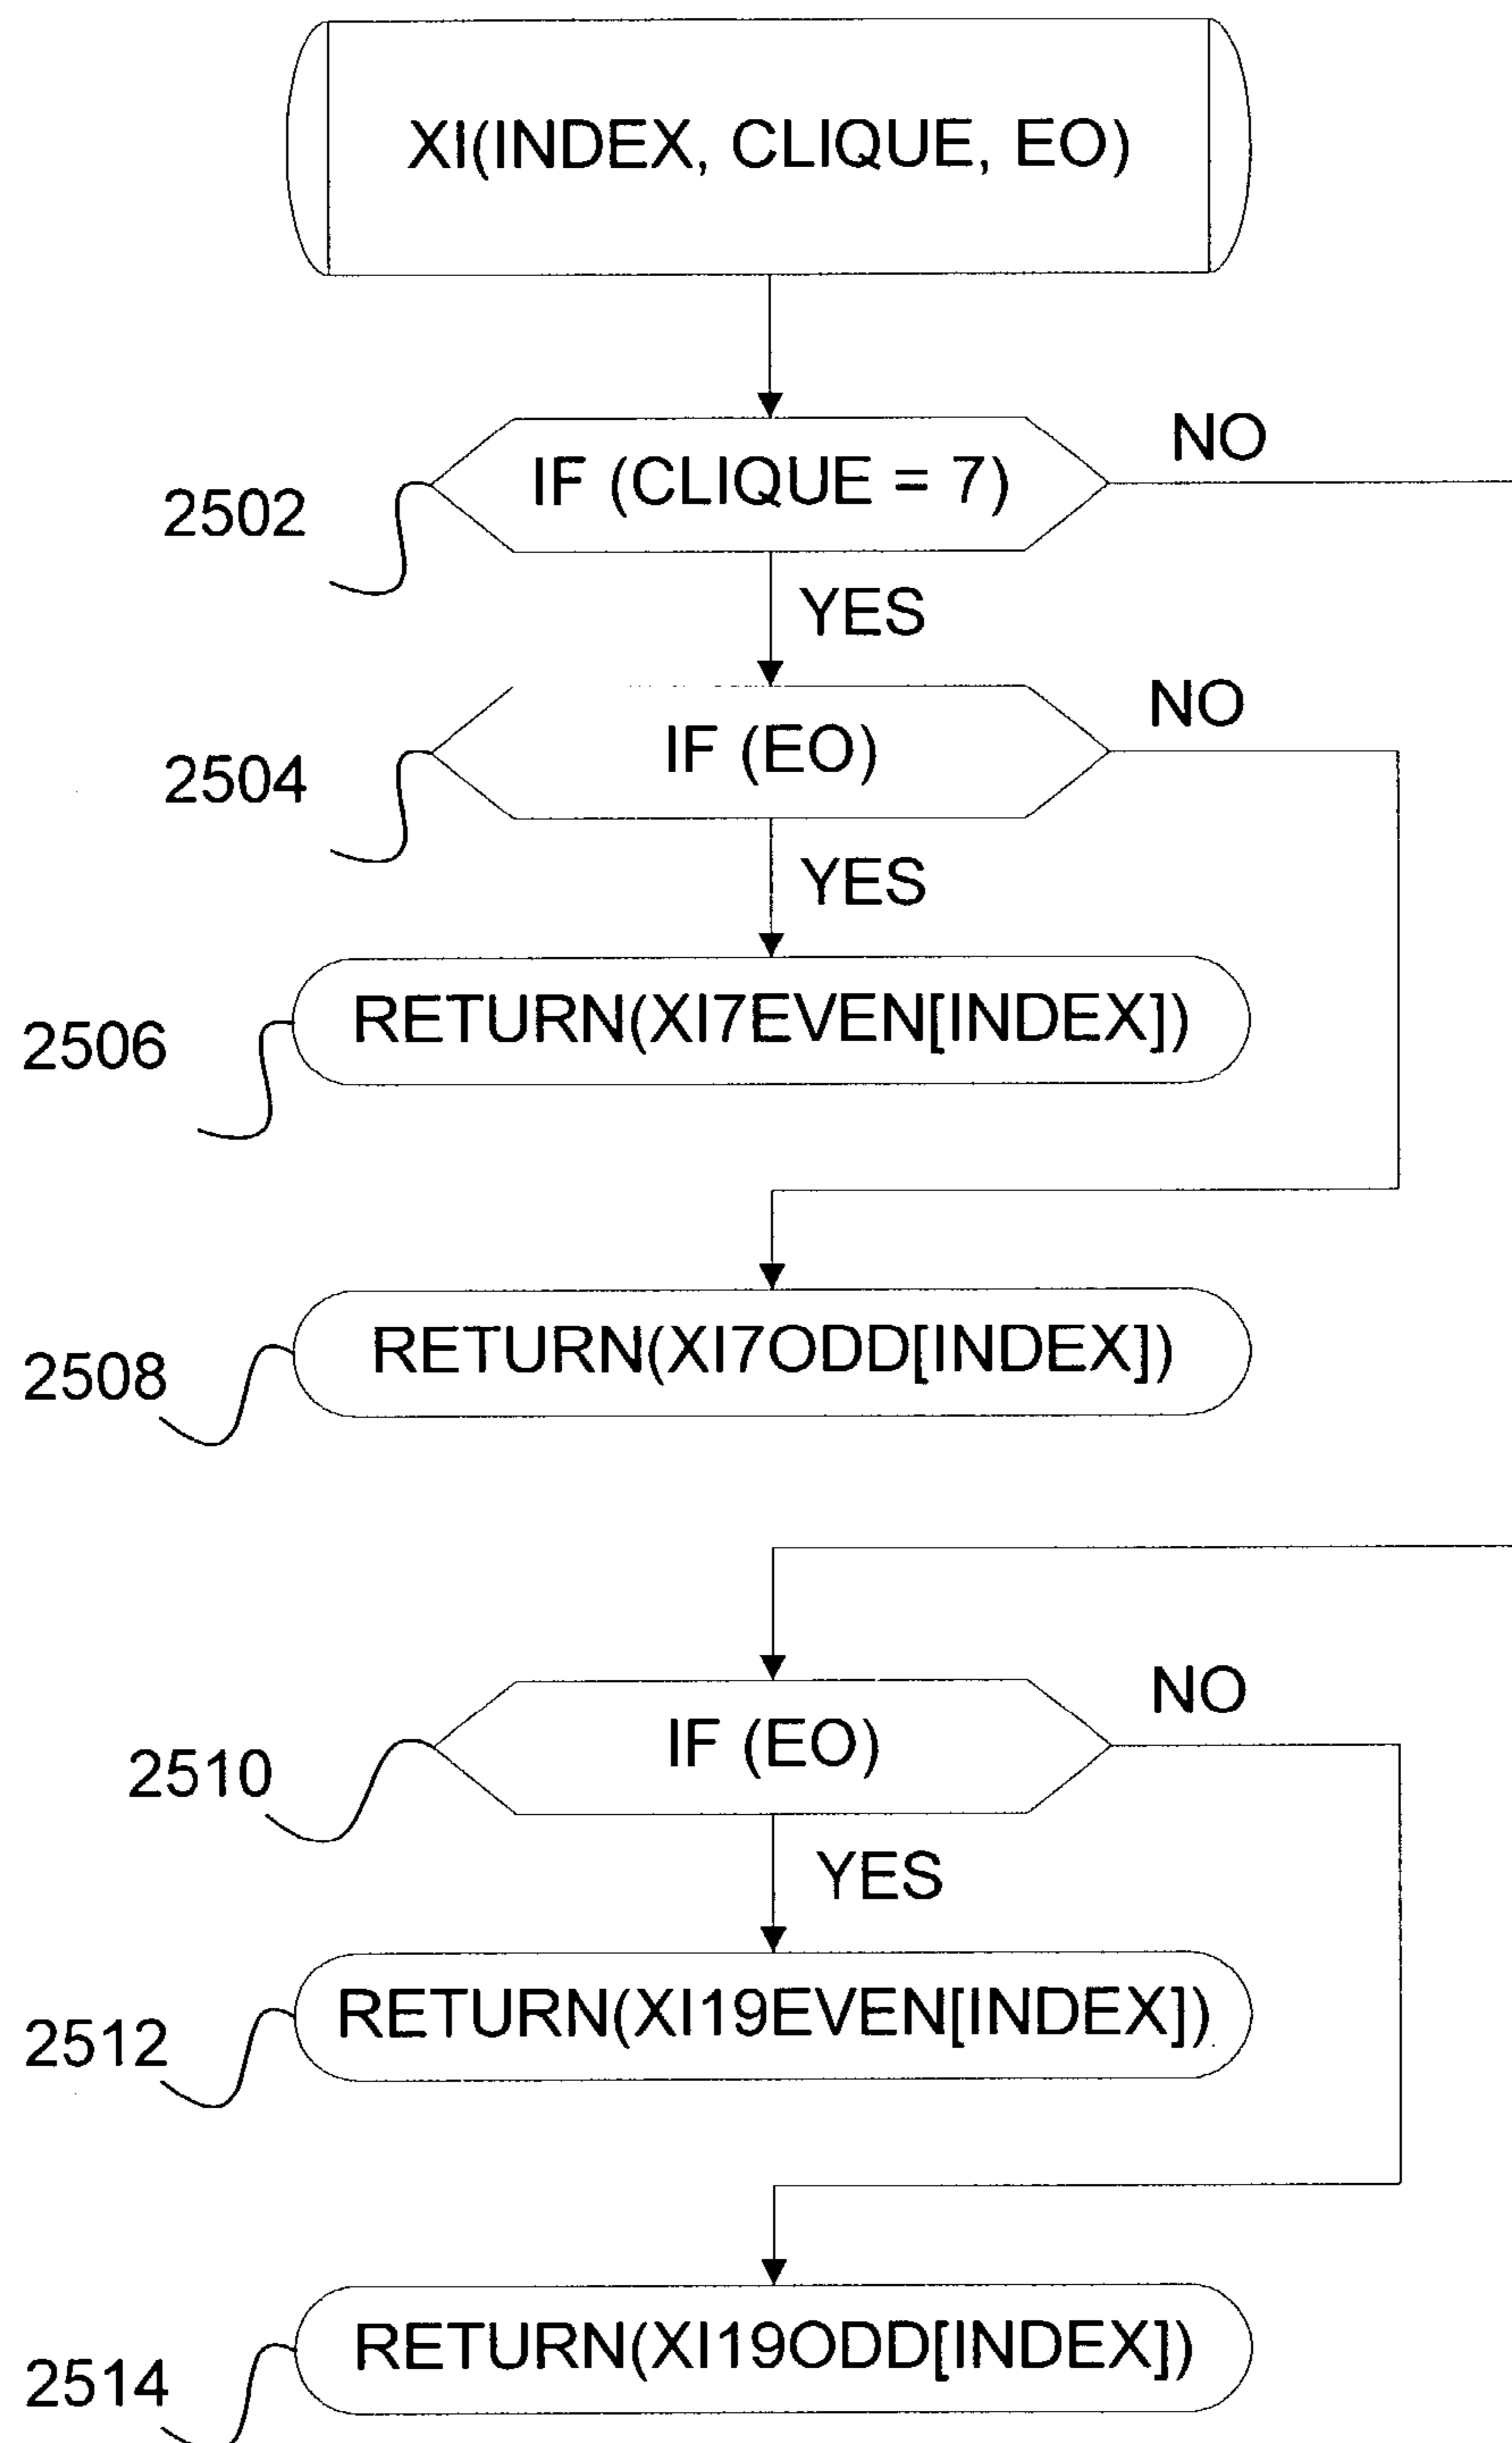 XI(INDEX, CLIQUE, EO)
IF (CLIQUE = 7)
NO
2502
YES
IF (EO)
NO
2504
YES
RETURN(XI7EVEN[INDEX])
2506
RETURN(XI7ODD[INDEX])
2508
IF (EO)
NO
2510
YES
RETURN(XI19EVEN[INDEX])
2512
RETURN(XI19ODD[INDEX])
2514